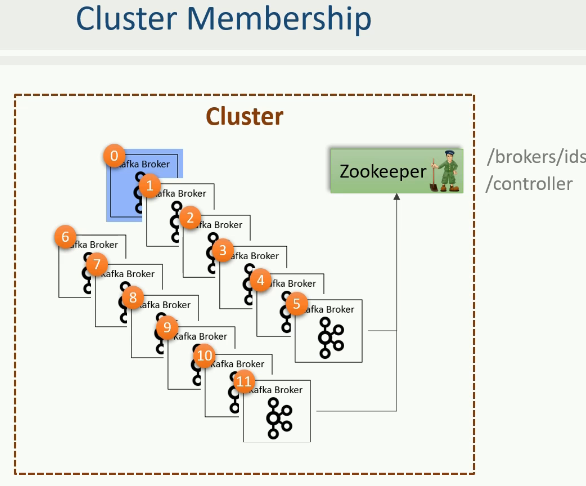 Cluster Membership
Cluster
0
Kafka Broker
1
Kafka Broker
2
Kafka Broker
3
Kafka Broker
4
Kafka Broker
5
Kafka Broker
6
Kafka Broker
7
Kafka Broker
8
Kafka Broker
9
Kafka Broker
10
Kafka Broker
11
Kafka Broker
Zookeeper
/brokers/ids
/controller